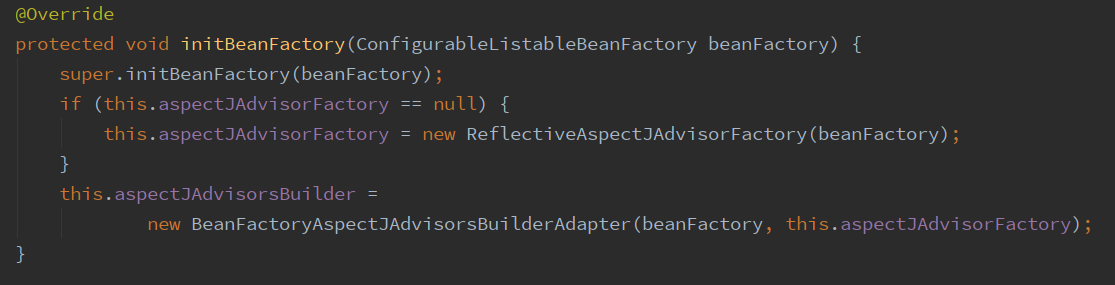 @Override
protected void initBeanFactory(ConfigurableListableBeanFactory beanFactory) {
    super.initBeanFactory(beanFactory);
    if (this.aspectJAdvisorFactory == null) {
        this.aspectJAdvisorFactory = new ReflectiveAspectJAdvisorFactory(beanFactory);
    }
    this.aspectJAdvisorsBuilder =
            new BeanFactoryAspectJAdvisorsBuilderAdapter(beanFactory, this.aspectJAdvisorFactory);
}